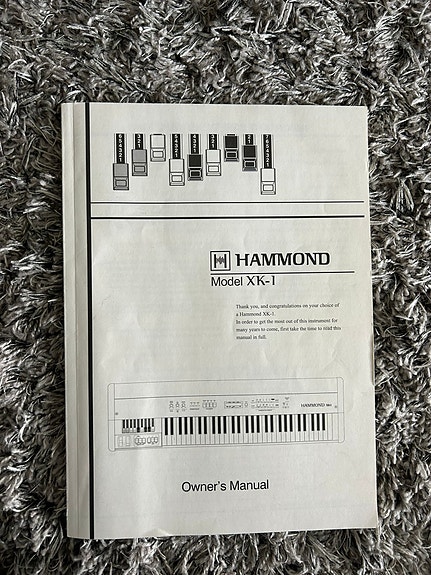 HAMMOND
Model XK-1
Thank you, and congratulations on your choice of
a Hammond XK-1.
In order to get the most out of this instrument for
many years to come, first take the time to read this
manual in full.
HAMMOND
Owner's Manual